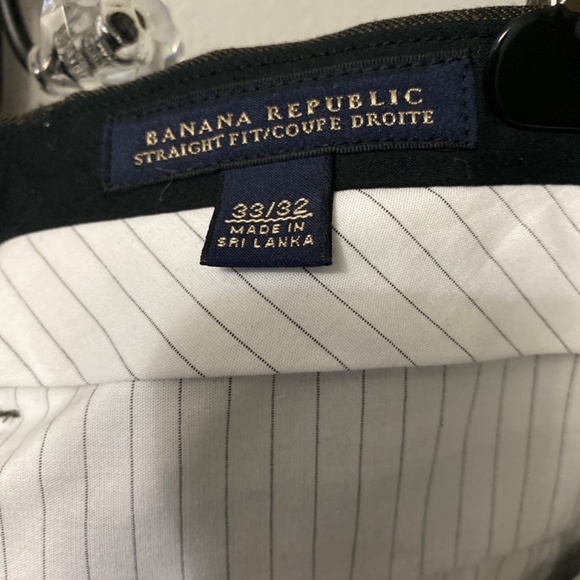 BANANA REPUBLIC
STRAIGHT FIT/COUPE DROITE
33/32
MADE IN
SRI LANKA